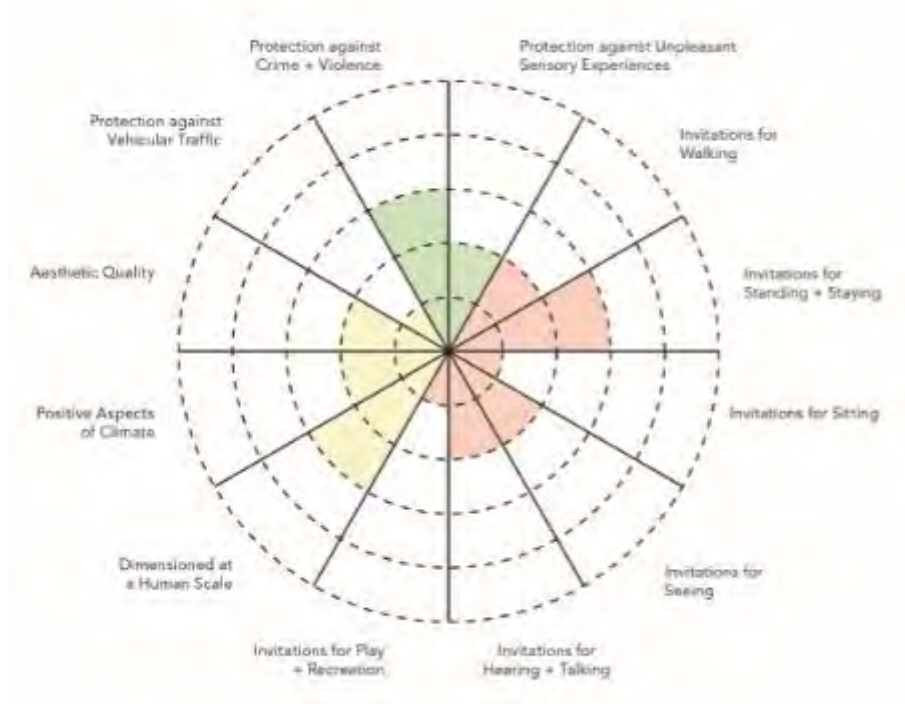 Protection against
Crime + Violence
Protection against Unpleasant
Sensory Experiences
Protection against
Vehicular Traffic
Invitations for
Walking
Aesthetic Quality
Invitations for
Standing + Staying
Positive Aspects
of Climate
Invitations for Sitting
Dimensioned at
a Human Scale
Invitations for
Seeing
Invitations for Play
+ Recreation
Invitations for
Hearing + Talking